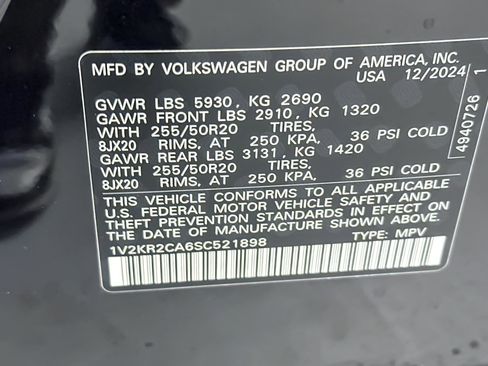 MFD BY VOLKSWAGEN GROUP OF AMERICA, INC.
USA 12/2024
GVWR LBS 5930, KG 2690
GAWR FRONT LBS 2910, KG 1320
WITH 255/50R20 TIRES,
8JX20 RIMS, AT 250 KPA, 36 PSI COLD
GAWR REAR LBS 3131, KG 1420
WITH 255/50R20 TIRES,
8JX20 RIMS, AT 250 KPA, 36 PSI COLD
THIS VEHICLE CONFORMS TO ALL APPLICABLE
U.S. FEDERAL MOTOR VEHICLE SAFETY AND
THEFT PREVENTION STANDARDS IN EFFECT ON
THE DATE OF MANUFACTURE SHOWN ABOVE.
1V2KR2CA6SC521898 TYPE: MPV
4940726 1